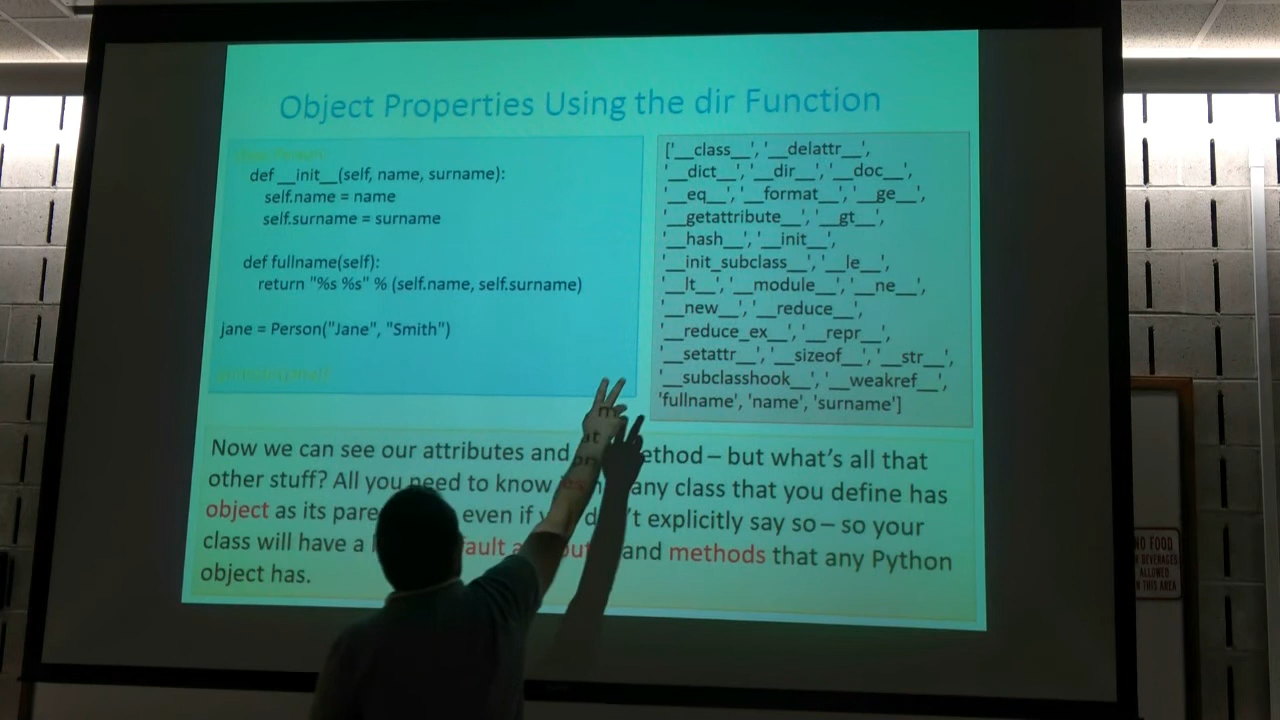 Object Properties Using the dir Function
def __init__(self, name, surname):
self.name = name
self.surname = surname
def fullname(self):
return "%s %s" % (self.name, self.surname)
jane = Person("Jane", "Smith")
['__class__', '__delattr__',
'__dict__', '__dir__', '__doc__',
'__eq__', '__format__', '__ge__',
'__getattribute__', '__gt__',
'__hash__', '__init__',
'__init_subclass__', '__le__',
'__lt__', '__module__', '__ne__',
'__new__', '__reduce__',
'__reduce_ex__', '__repr__',
'__setattr__', '__sizeof__', '__str__',
'__subclasshook__', '__weakref__',
'fullname', 'name', 'surname']
Now we can see our attributes and ethod – but what's all that
other stuff? All you need to know any class that you define has
object as its pare even if d 't explicitly say so – so your
class will have a fault a but and methods that any Python
object has.
NO FOOD
R BEVERAGES
ALLOWED
N THIS AREA